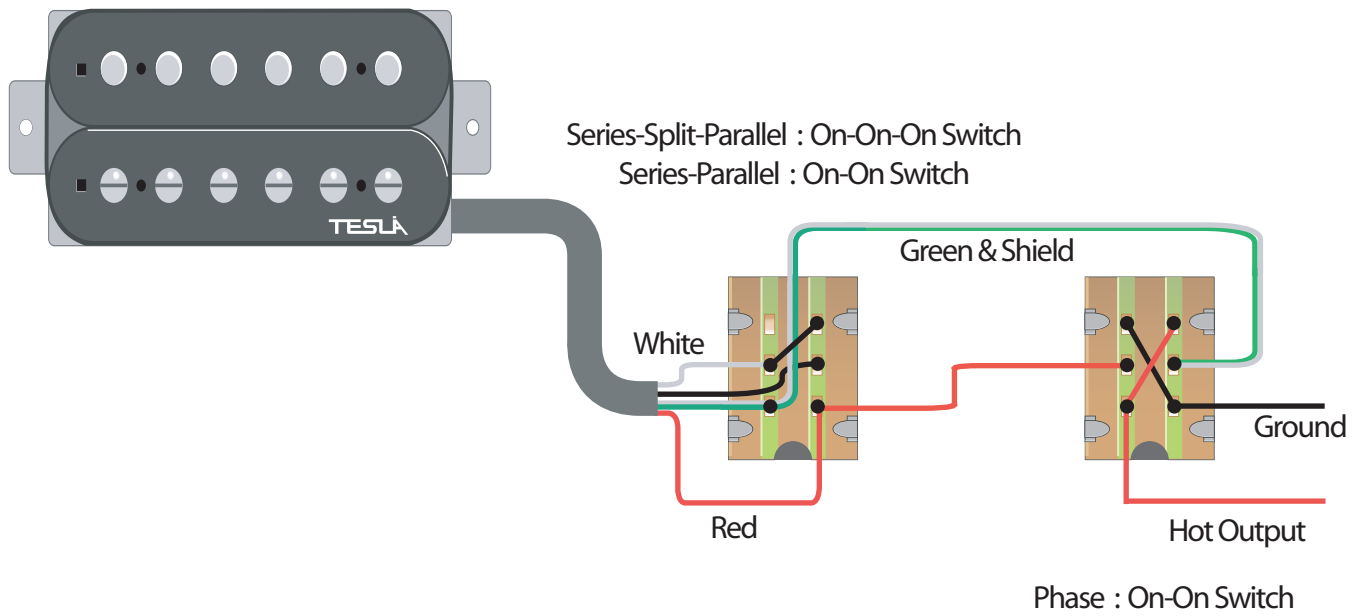 Series-Split-Parallel : On-On-On Switch
Series-Parallel : On-On Switch
TESLA
Green & Shield
White
Ground
Red
Hot Output
Phase : On-On Switch